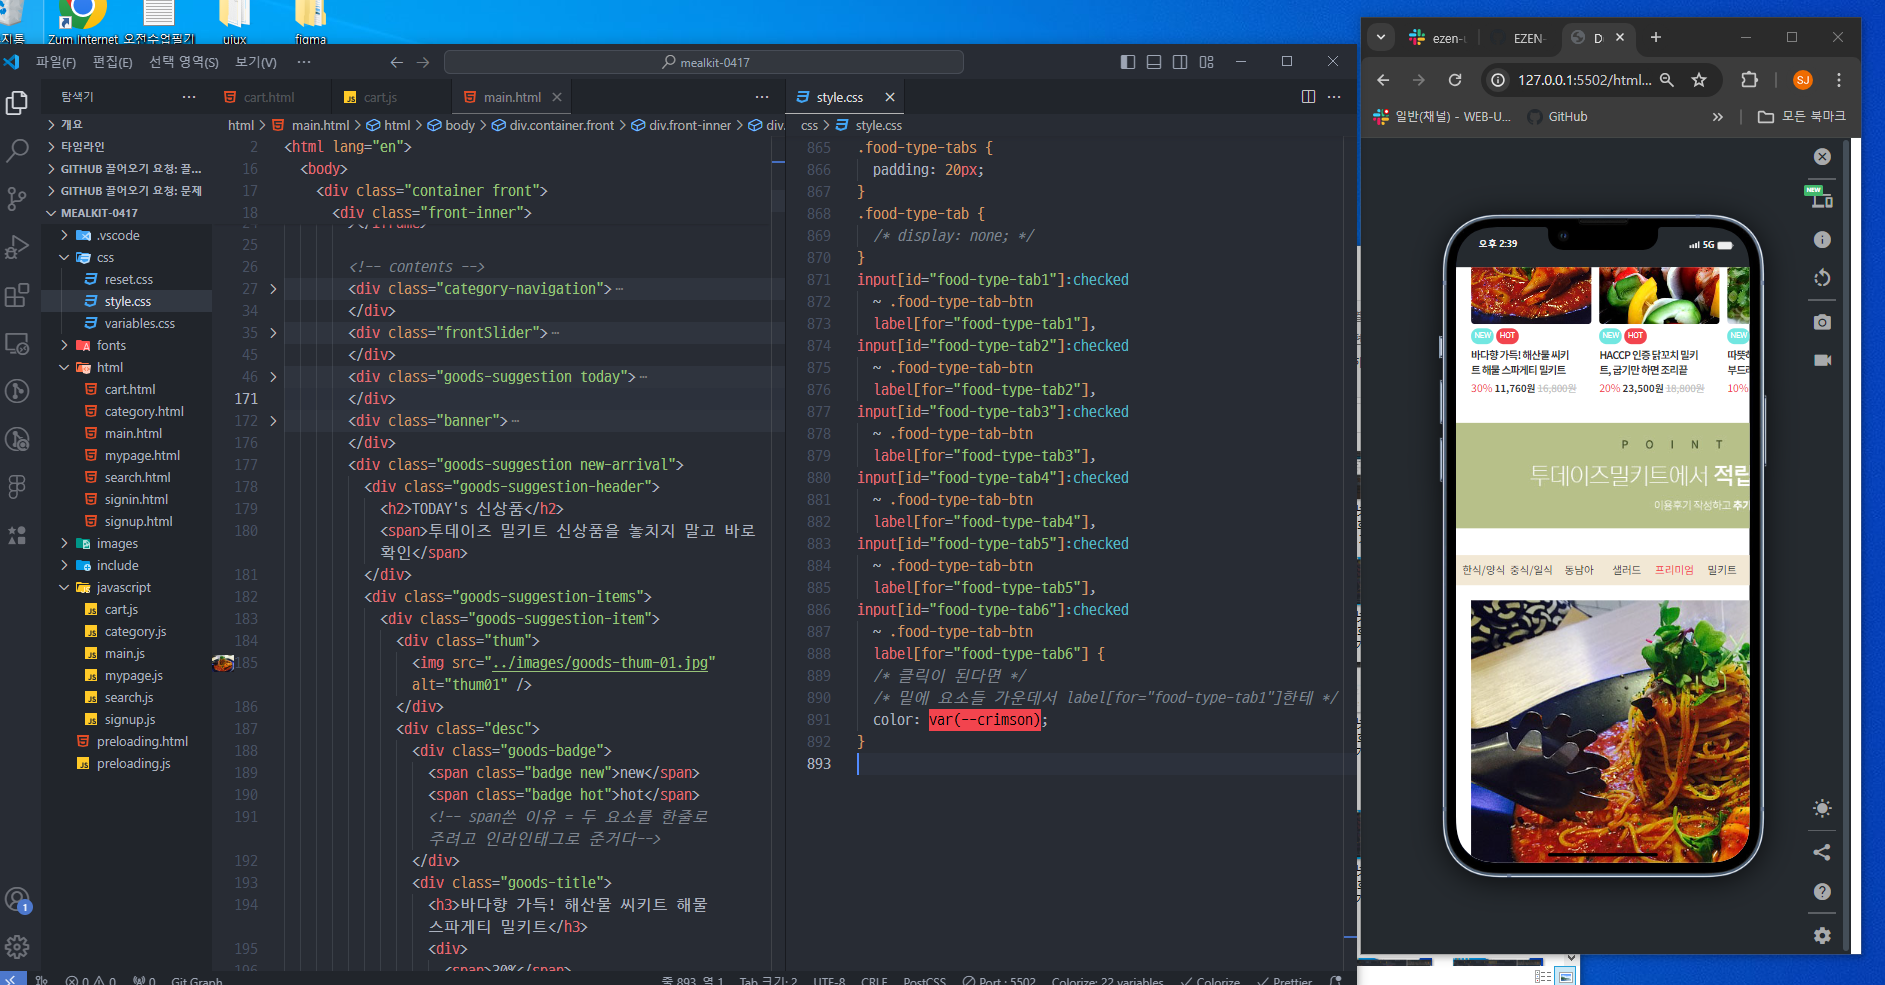 Zum Internet
오전수업필기
uiux
figma
파일(F) 편집(E) 선택 영역(S) 보기(V) ···
mealkit-0417
탐색기
cart.html
cart.js
main.html
style.css
html > main.html > html > body > div.container.front > div.front-inner > div.
css > style.css
개요
타임라인
GITHUB 끌어오기 요청: 끌...
GITHUB 끌어오기 요청: 문제
MEALKIT-0417
.vscode
css
reset.css
style.css
variables.css
fonts
html
cart.html
category.html
main.html
mypage.html
search.html
signin.html
signup.html
images
include
javascript
cart.js
category.js
main.js
mypage.js
search.js
signup.js
preloading.html
preloading.js
2 <html lang="en">
16 <body>
17 <div class="container front">
18 <div class="front-inner">
24 ></iframe>
25
26 <!-- contents -->
27 <div class="category-navigation">···
34 </div>
35 <div class="frontSlider">···
45 </div>
46 <div class="goods-suggestion today">···
171 </div>
172 <div class="banner">···
176 </div>
177 <div class="goods-suggestion new-arrival">
178 <div class="goods-suggestion-header">
179 <h2>TODAY's 신상품</h2>
180 <span>투데이즈 밀키트 신상품을 놓치지 말고 바로
확인</span>
181 </div>
182 <div class="goods-suggestion-items">
183 <div class="goods-suggestion-item">
184 <div class="thum">
185 <img src="../images/goods-thum-01.jpg"
alt="thum01" />
186 </div>
187 <div class="desc">
188 <div class="goods-badge">
189 <span class="badge new">new</span>
190 <span class="badge hot">hot</span>
191 <!-- span쓴 이유 = 두 요소를 한줄로
주려고 인라인태그로 준거다-->
192 </div>
193 <div class="goods-title">
194 <h3>바다향 가득! 해산물 씨키트 해물
스파게티 밀키트</h3>
195 <div>
196 <span>30%</span>
865 .food-type-tabs {
866 padding: 20px;
867 }
868 .food-type-tab {
869 /* display: none; */
870 }
871 input[id="food-type-tab1"]:checked
872 ~ .food-type-tab-btn
873 label[for="food-type-tab1"],
874 input[id="food-type-tab2"]:checked
875 ~ .food-type-tab-btn
876 label[for="food-type-tab2"],
877 input[id="food-type-tab3"]:checked
878 ~ .food-type-tab-btn
879 label[for="food-type-tab3"],
880 input[id="food-type-tab4"]:checked
881 ~ .food-type-tab-btn
882 label[for="food-type-tab4"],
883 input[id="food-type-tab5"]:checked
884 ~ .food-type-tab-btn
885 label[for="food-type-tab5"],
886 input[id="food-type-tab6"]:checked
887 ~ .food-type-tab-btn
888 label[for="food-type-tab6"] {
889 /* 클릭이 된다면 */
890 /* 밑에 요소들 가운데서 label[for="food-type-tab1"]한테 */
891 color: var(--crimson);
892 }
893
0 0
0
Git Graph
줄 893, 열 1
Tab 크기: 2
UTF-8
CRLF
PostCSS
Port : 5502
Colorize: 22 variables
Colorize
Prettier
1
ezen-
EZEN-
D
127.0.0.1:5502/html...
SJ
일반(채널) - WEB-U...
GitHub
»
모든 북마크
NEW
오후 2:39
5G
NEW HOT
NEW HOT
NEW
바다향 가득! 해산물 씨키
트 해물 스파게티 밀키트
HACCP 인증 닭꼬치 밀키
트, 굽기만 하면 조리끝
따뜻하
부드러
30% 11,760원 16,800원
20% 23,500원 18,800원
10%
POINT
투데이즈밀키트에서 적립
이용후기 작성하고 추가
한식/양식 중식/일식 동남아 샐러드 프리미엄 밀키트